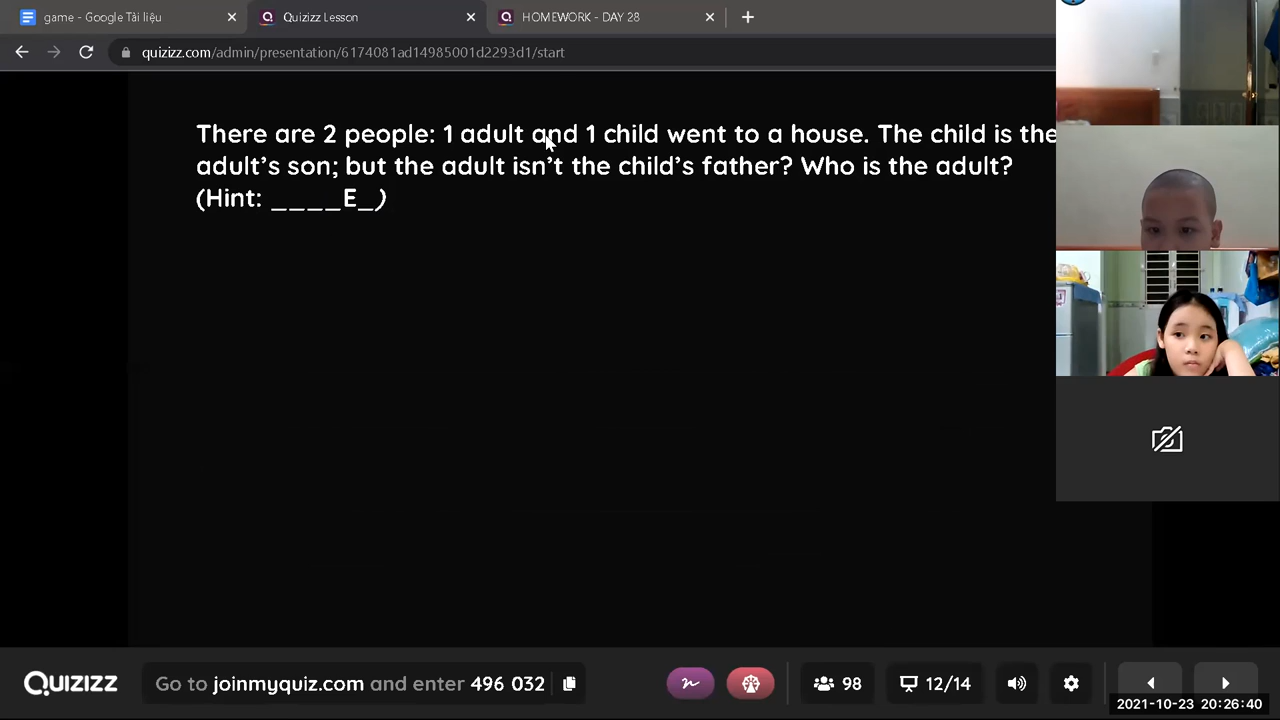 game - Google Tài liệu
Quizizz Lesson
HOMEWORK - DAY 28
quizizz.com/admin/presentation/6174081ad14985001d2293d1/start
There are 2 people: 1 adult and 1 child went to a house. The child is the
adult's son; but the adult isn't the child's father? Who is the adult?
(Hint: _ _ _ _ E _)
QUIZIZZ
Go to joinmyquiz.com and enter 496 032
98
12/14
2021-10-23 20:26:40